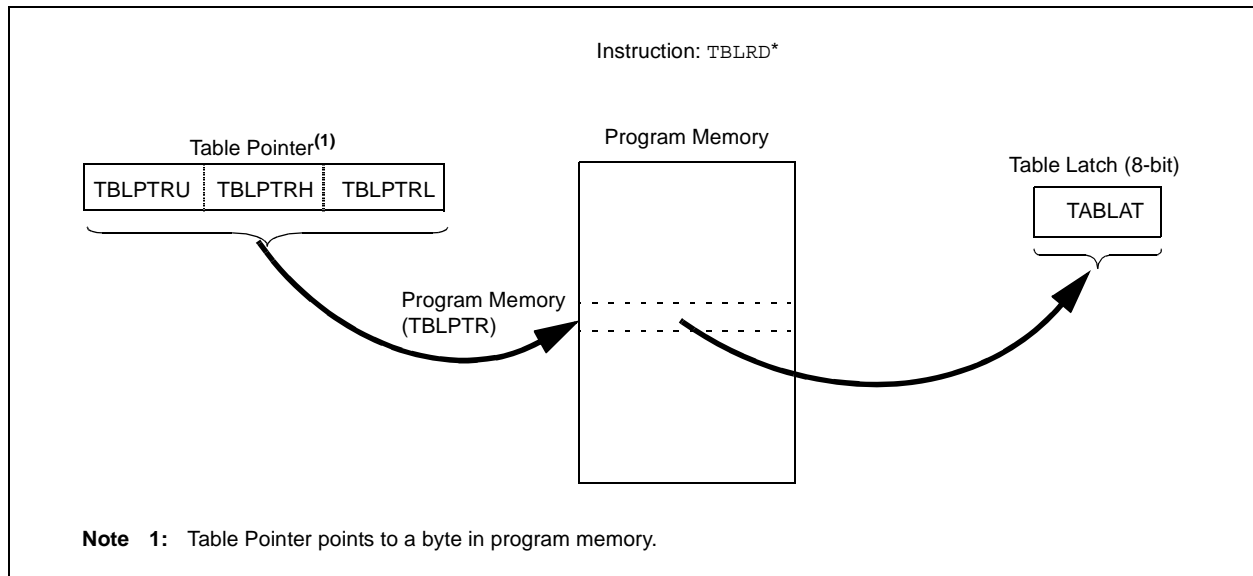 Instruction: TBLRD*
Table Pointer(1)
TBLPTRU TBLPTRH TBLPTRL
Program Memory
Table Latch (8-bit)
TABLAT
Program Memory
(TBLPTR)
Note 1: Table Pointer points to a byte in program memory.